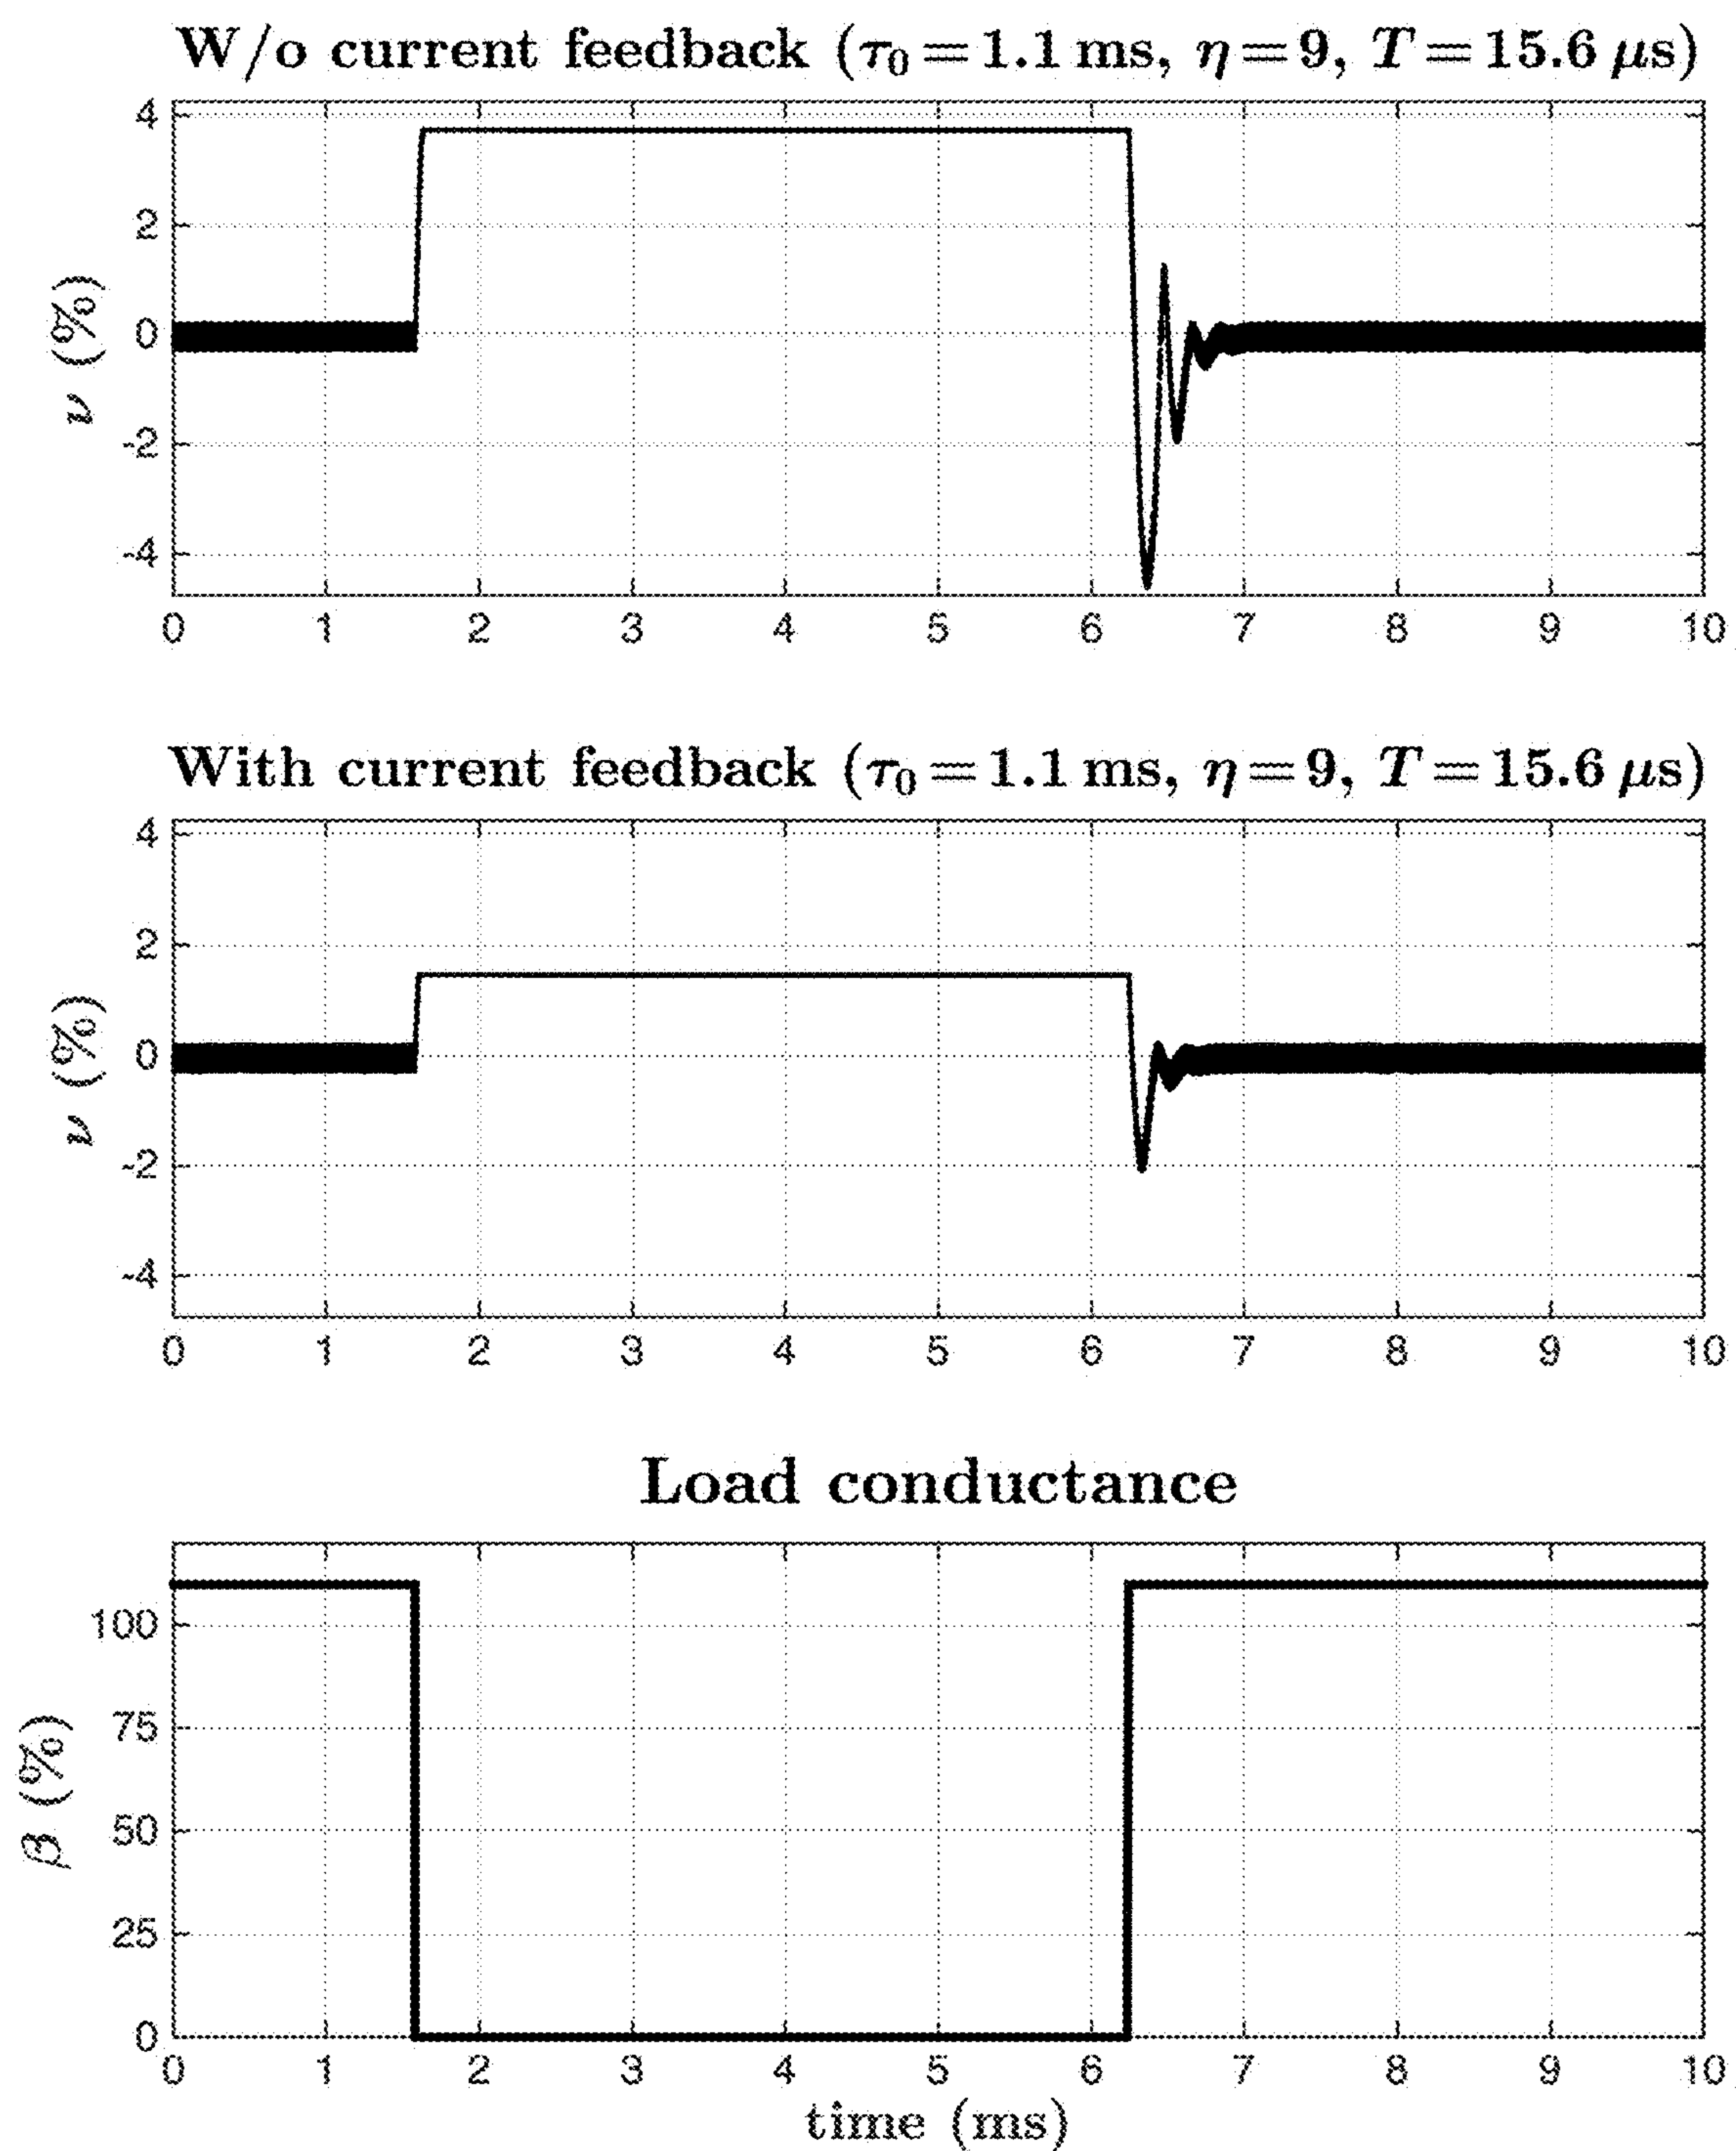 W/o current feedback (τ₀ = 1.1 ms, η = 9, T = 15.6 μs)
4
2
0
-2
-4
ν (%)
0 1 2 3 4 5 6 7 8 9 10
With current feedback (τ₀ = 1.1 ms, η = 9, T = 15.6 μs)
4
2
0
-2
-4
ν (%)
0 1 2 3 4 5 6 7 8 9 10
Load conductance
100
75
50
25
0
β (%)
0 1 2 3 4 5 6 7 8 9 10
time (ms)